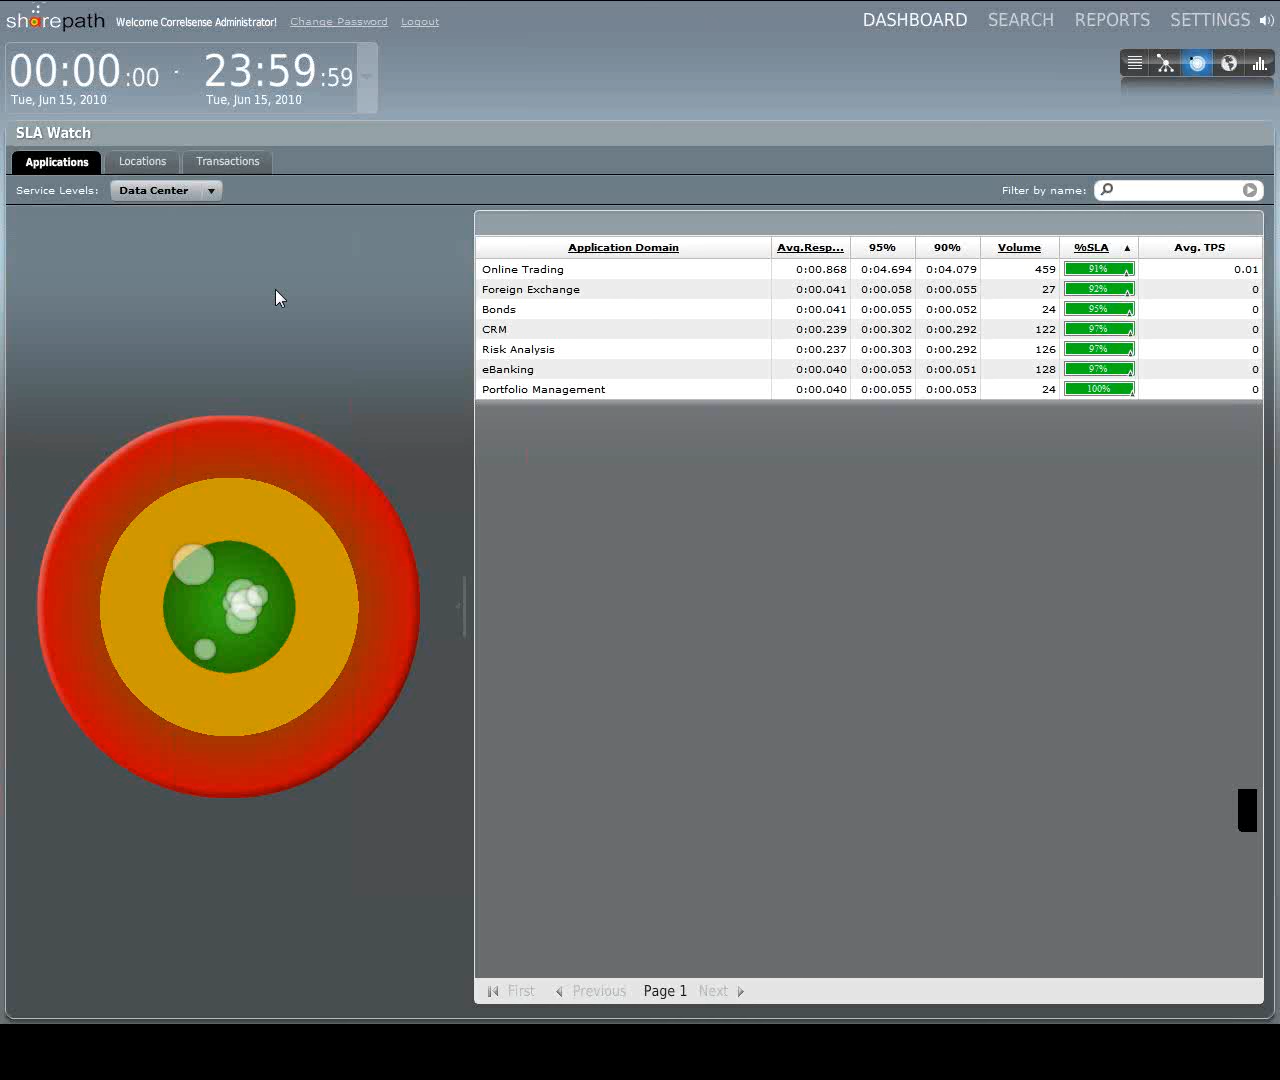 sharepath Welcome Correlsense Administrator! Change Password Logout
DASHBOARD SEARCH REPORTS SETTINGS
00:00:00 - 23:59:59
Tue, Jun 15, 2010 Tue, Jun 15, 2010
SLA Watch
Applications Locations Transactions
Service Levels: Data Center Filter by name:
Application Domain Avg.Resp... 95% 90% Volume %SLA Avg. TPS
Online Trading 0:00.868 0:04.694 0:04.079 459 91% 0.01
Foreign Exchange 0:00.041 0:00.058 0:00.055 27 92% 0
Bonds 0:00.041 0:00.055 0:00.052 24 95% 0
CRM 0:00.239 0:00.302 0:00.292 122 97% 0
Risk Analysis 0:00.237 0:00.303 0:00.292 126 97% 0
eBanking 0:00.040 0:00.053 0:00.051 128 97% 0
Portfolio Management 0:00.040 0:00.055 0:00.053 24 100% 0
First Previous Page 1 Next